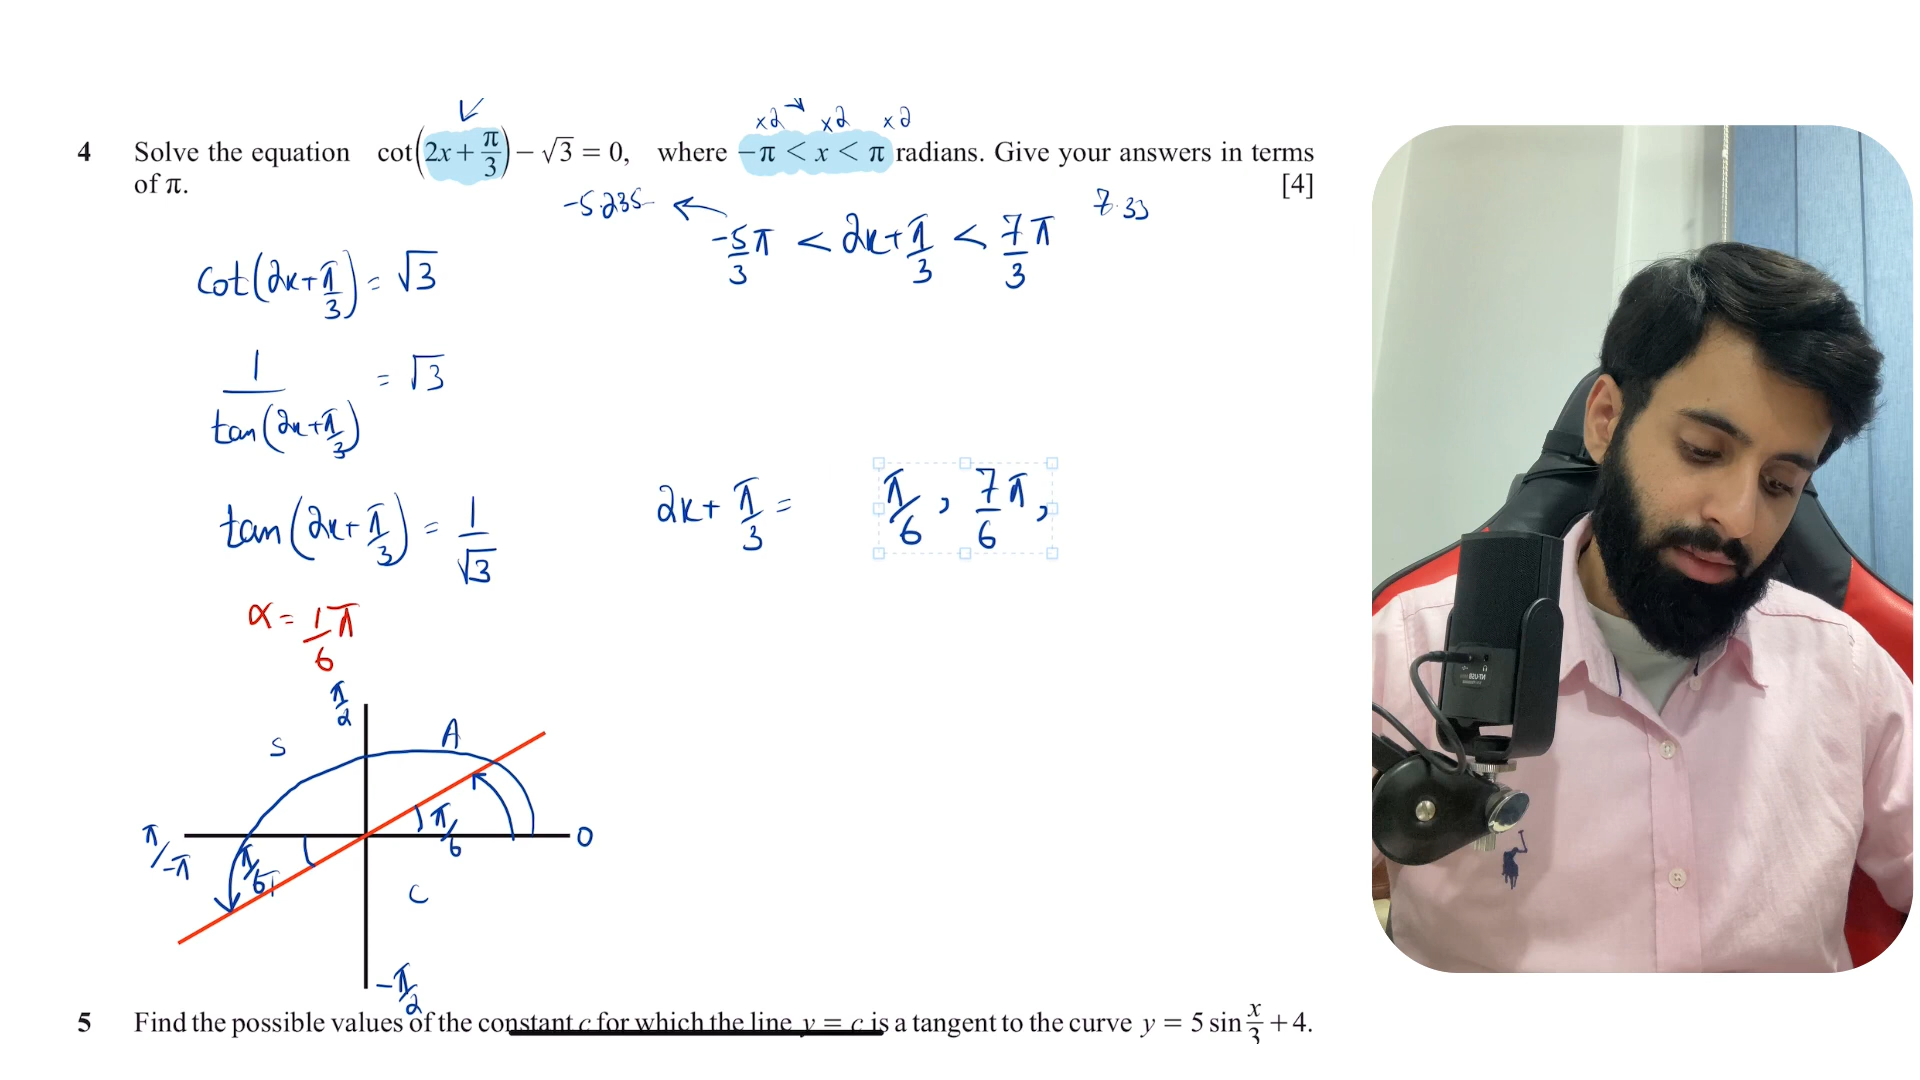 ×2 ×2 ×2
4 Solve the equation cot(2x + π/3) − √3 = 0, where −π < x < π radians. Give your answers in terms
of π. [4]
-5.235 7.33
-5π/3 < 2x+π/3 < 7π/3
cot(2x+π/3) = √3
1/tan(2x+π/3) = √3
tan(2x+π/3) = 1/√3
2x+π/3 = π/6, 7π/6,
α = 1π/6
π/2
S A
π/6
π/-π 0
π/6
C
-π/2
5 Find the possible values of the constant c for which the line y = c is a tangent to the curve y = 5 sin x/3 + 4.
NT-USB